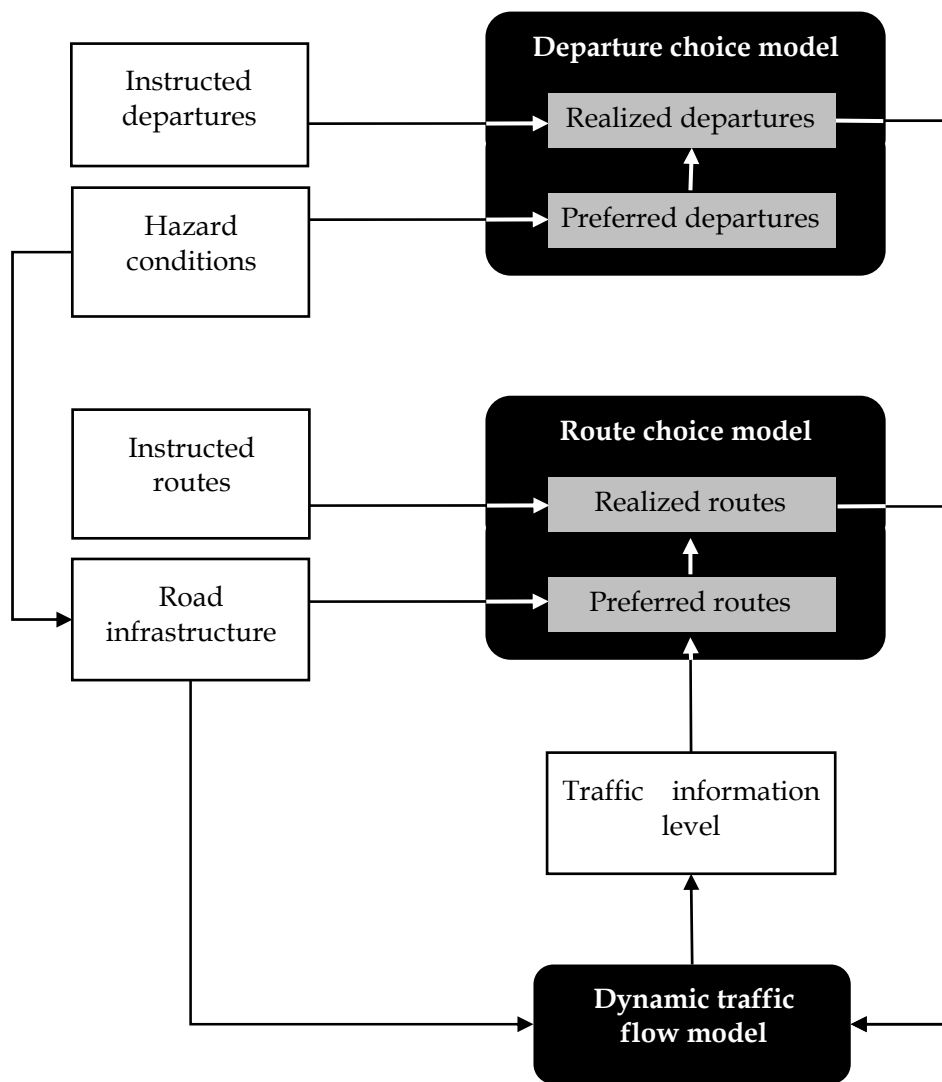 Departure choice model
Instructed
departures
Realized departures
Hazard
conditions
Preferred departures
Route choice model
Instructed
routes
Realized routes
Road
infrastructure
Preferred routes
Traffic information
level
Dynamic traffic
flow model